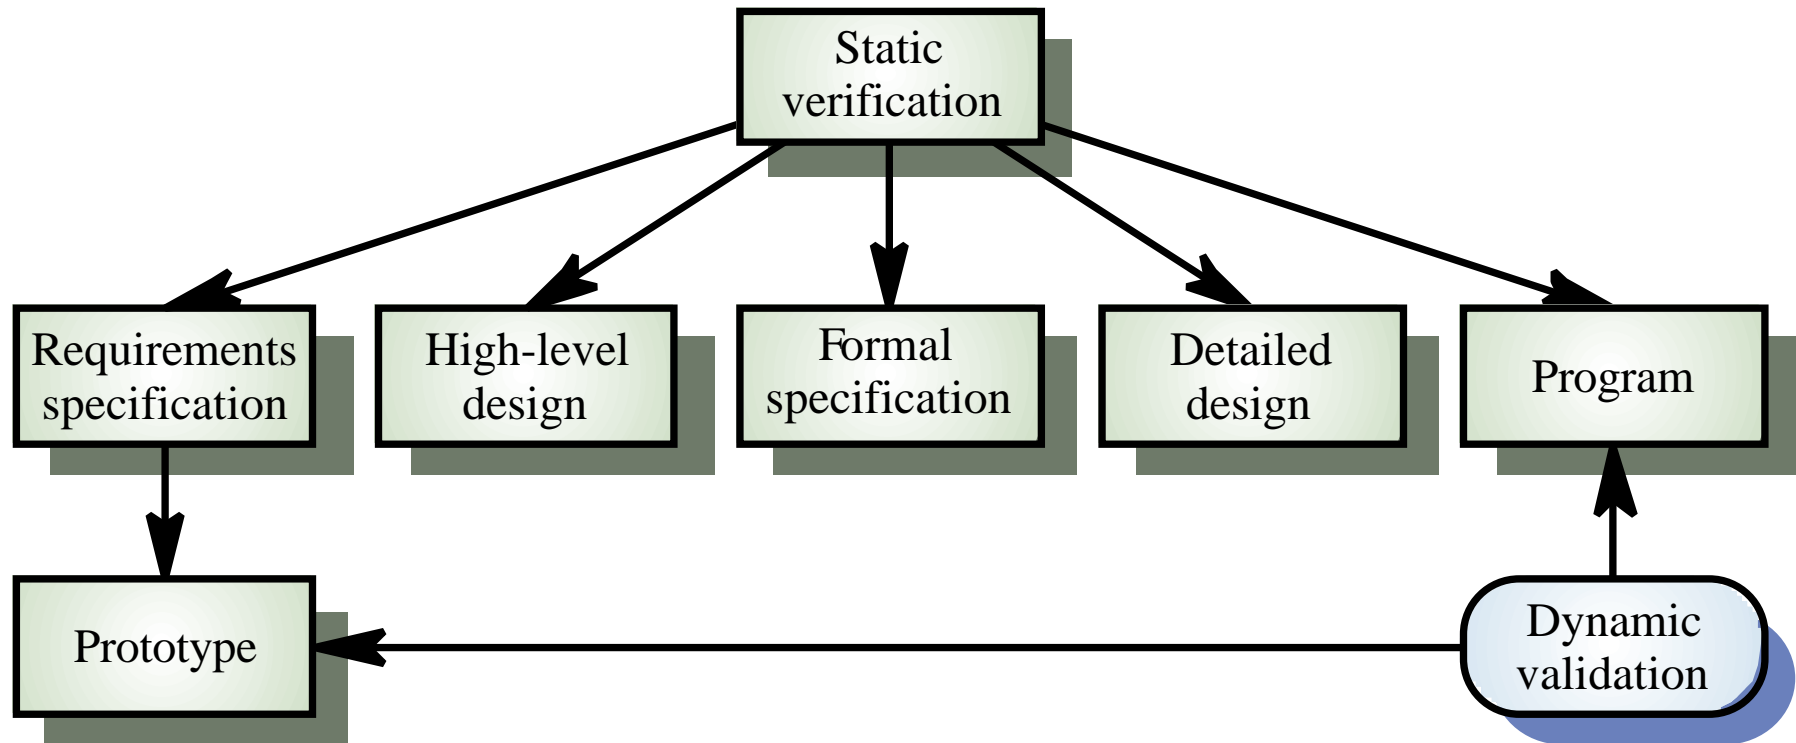 Static
verification
Requirements
specification
High-level
design
Formal
specification
Detailed
design
Program
Prototype
Dynamic
validation